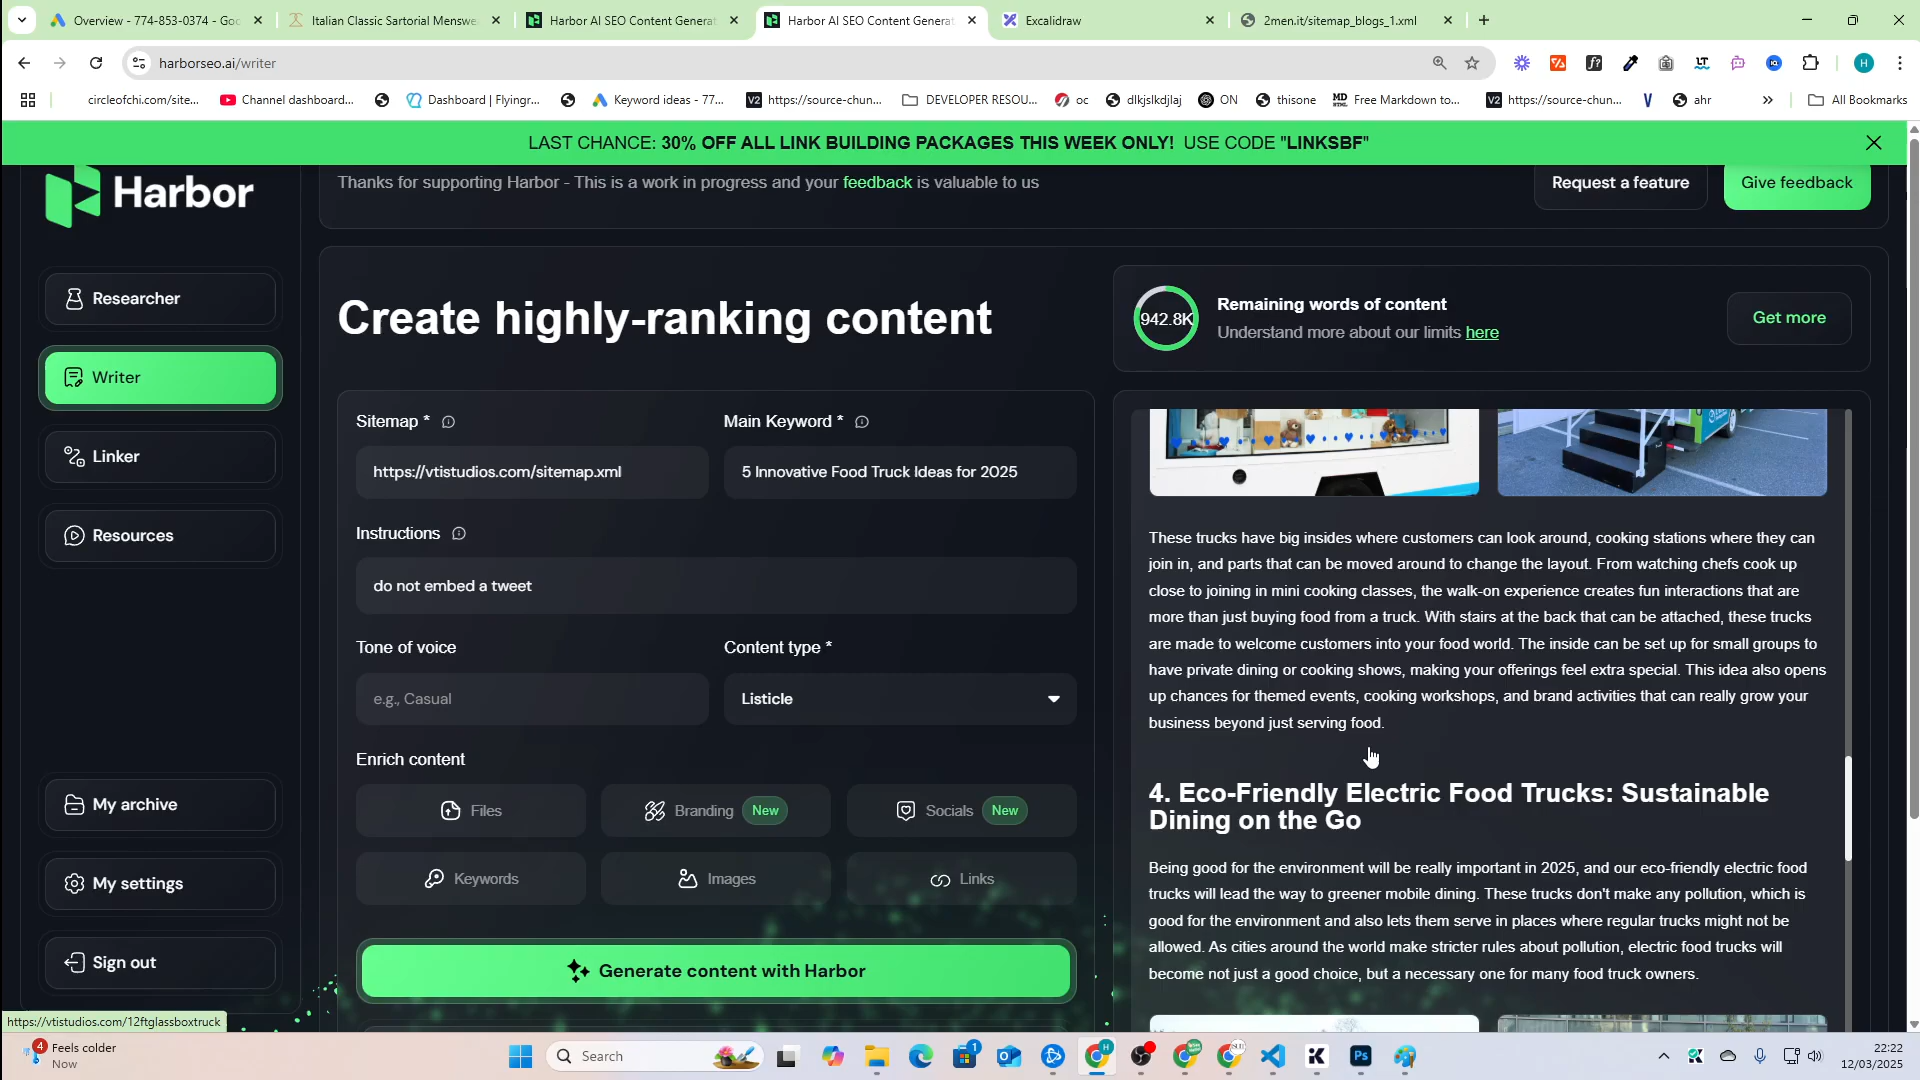 Overview - 774-853-0374 - Goo
Italian Classic Sartorial Menswea
Harbor AI SEO Content Generat
Harbor AI SEO Content Generat
Excalidraw
2men.it/sitemap_blogs_1.xml
harborseo.ai/writer
circleofchi.com/site...
Channel dashboard...
Dashboard | Flyingr...
Keyword ideas - 77...
https://source-chun...
DEVELOPER RESOU...
oc
dlkjslkdjlaj
ON
thisone
Free Markdown to...
https://source-chun...
ahr
All Bookmarks
LAST CHANCE: 30% OFF ALL LINK BUILDING PACKAGES THIS WEEK ONLY! USE CODE "LINKSBF"
Harbor
Thanks for supporting Harbor - This is a work in progress and your feedback is valuable to us
Request a feature
Give feedback
Researcher
Writer
Linker
Resources
My archive
My settings
Sign out
Create highly-ranking content
942.8K
Remaining words of content
Understand more about our limits here
Get more
Sitemap *
Main Keyword *
https://vtistudios.com/sitemap.xml
5 Innovative Food Truck Ideas for 2025
Instructions
do not embed a tweet
Tone of voice
Content type *
e.g., Casual
Listicle
Enrich content
Files
Branding New
Socials New
Keywords
Images
Links
Generate content with Harbor
These trucks have big insides where customers can look around, cooking stations where they can
join in, and parts that can be moved around to change the layout. From watching chefs cook up
close to joining in mini cooking classes, the walk-on experience creates fun interactions that are
more than just buying food from a truck. With stairs at the back that can be attached, these trucks
are made to welcome customers into your food world. The inside can be set up for small groups to
have private dining or cooking shows, making your offerings feel extra special. This idea also opens
up chances for themed events, cooking workshops, and brand activities that can really grow your
business beyond just serving food.
4. Eco-Friendly Electric Food Trucks: Sustainable
Dining on the Go
Being good for the environment will be really important in 2025, and our eco-friendly electric food
trucks will lead the way to greener mobile dining. These trucks don't make any pollution, which is
good for the environment and also lets them serve in places where regular trucks might not be
allowed. As cities around the world make stricter rules about pollution, electric food trucks will
become not just a good choice, but a necessary one for many food truck owners.
https://vtistudios.com/12ftglassboxtruck
4
Feels colder
Now
Search
1
22:22
12/03/2025